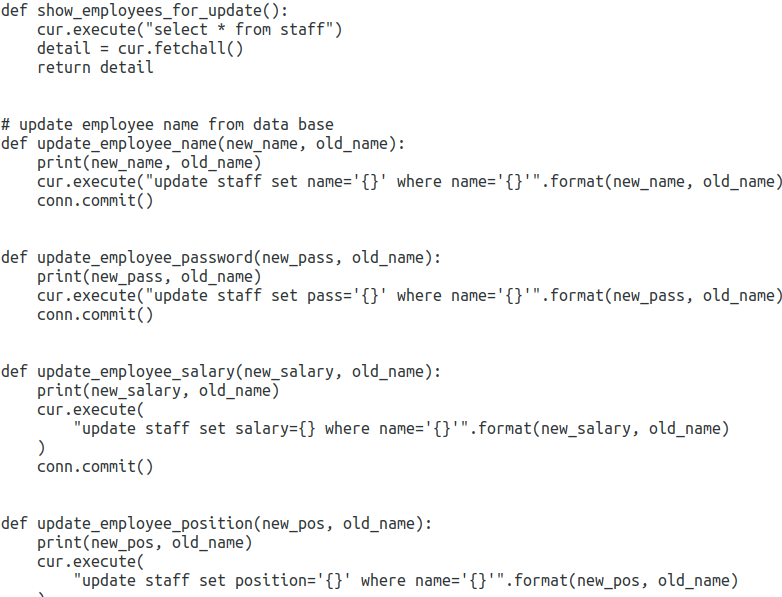 def show_employees_for_update():
    cur.execute("select * from staff")
    detail = cur.fetchall()
    return detail


# update employee name from data base
def update_employee_name(new_name, old_name):
    print(new_name, old_name)
    cur.execute("update staff set name='{}' where name='{}'".format(new_name, old_name)
    conn.commit()


def update_employee_password(new_pass, old_name):
    print(new_pass, old_name)
    cur.execute("update staff set pass='{}' where name='{}'".format(new_pass, old_name)
    conn.commit()


def update_employee_salary(new_salary, old_name):
    print(new_salary, old_name)
    cur.execute(
        "update staff set salary={} where name='{}'".format(new_salary, old_name)
    )
    conn.commit()


def update_employee_position(new_pos, old_name):
    print(new_pos, old_name)
    cur.execute(
        "update staff set position='{}' where name='{}'".format(new_pos, old_name)
    )